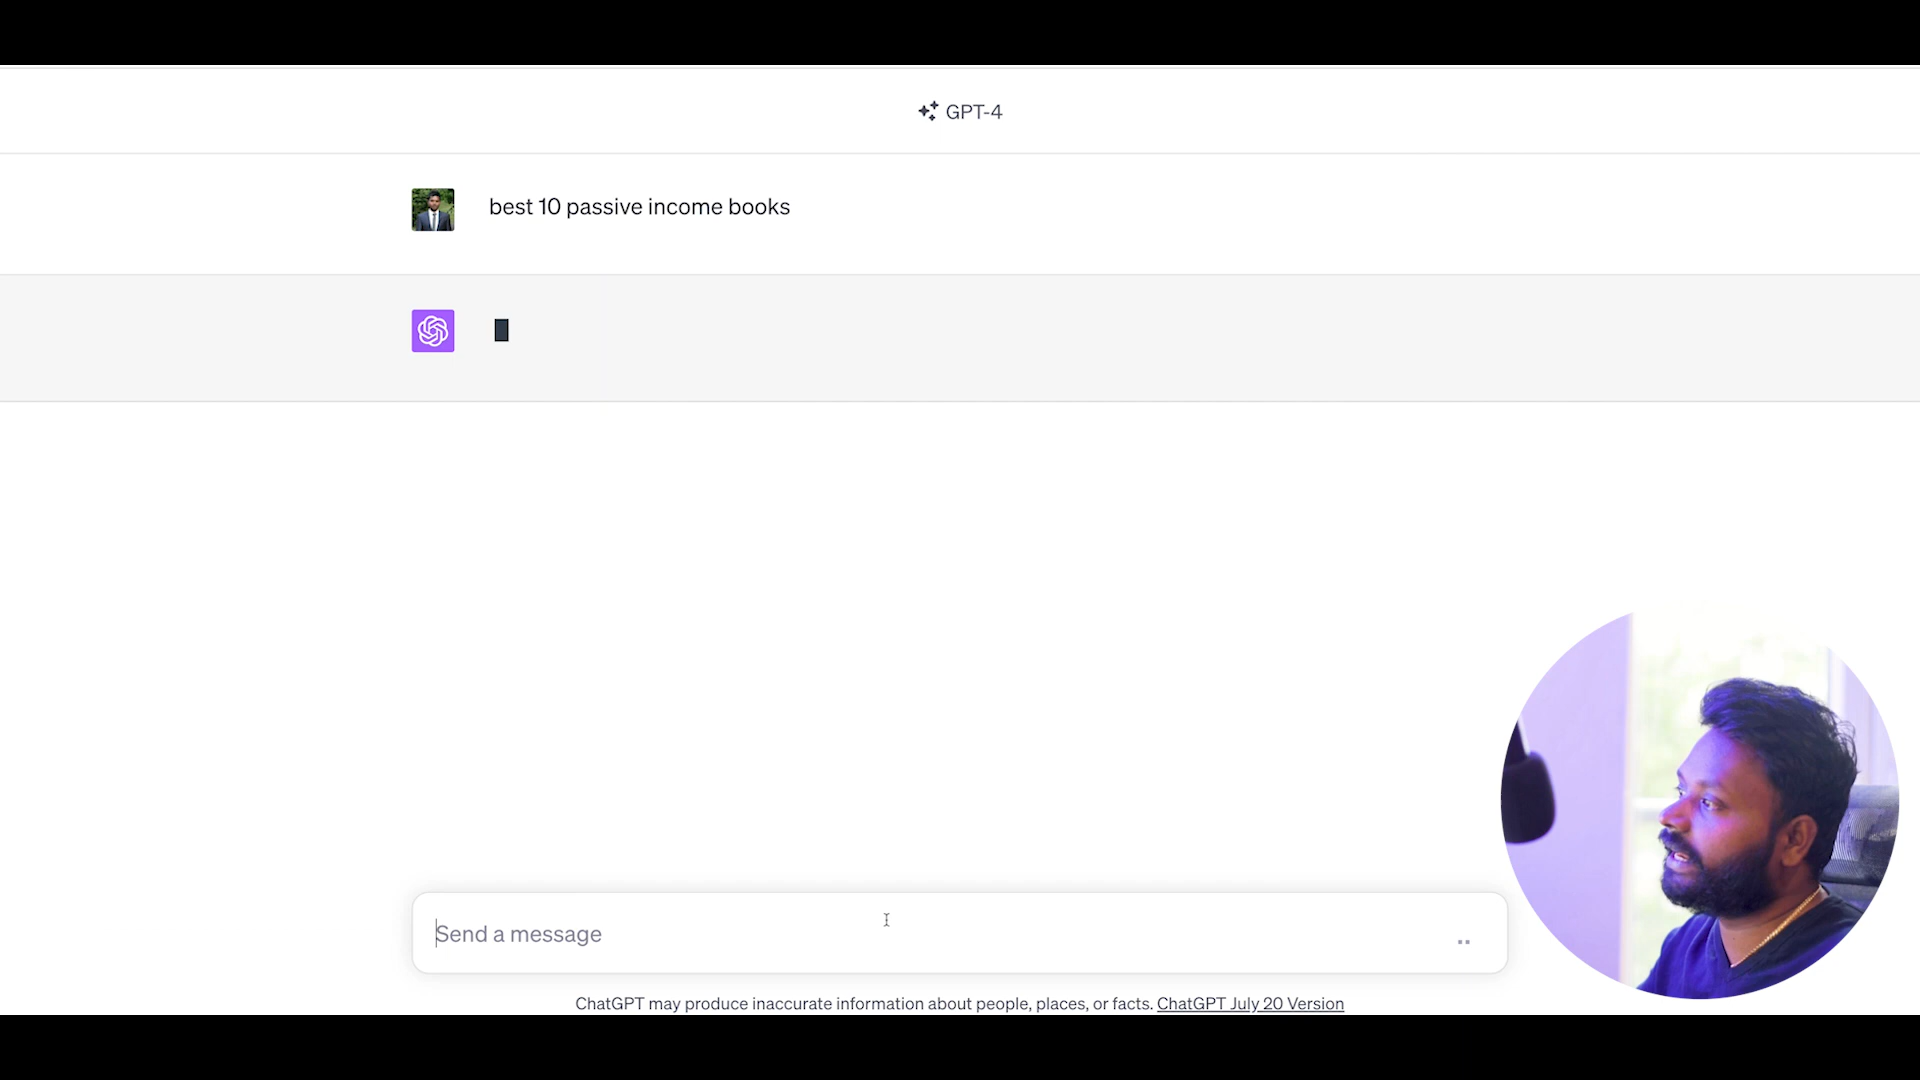 GPT-4
best 10 passive income books
Send a message
ChatGPT may produce inaccurate information about people, places, or facts. ChatGPT July 20 Version